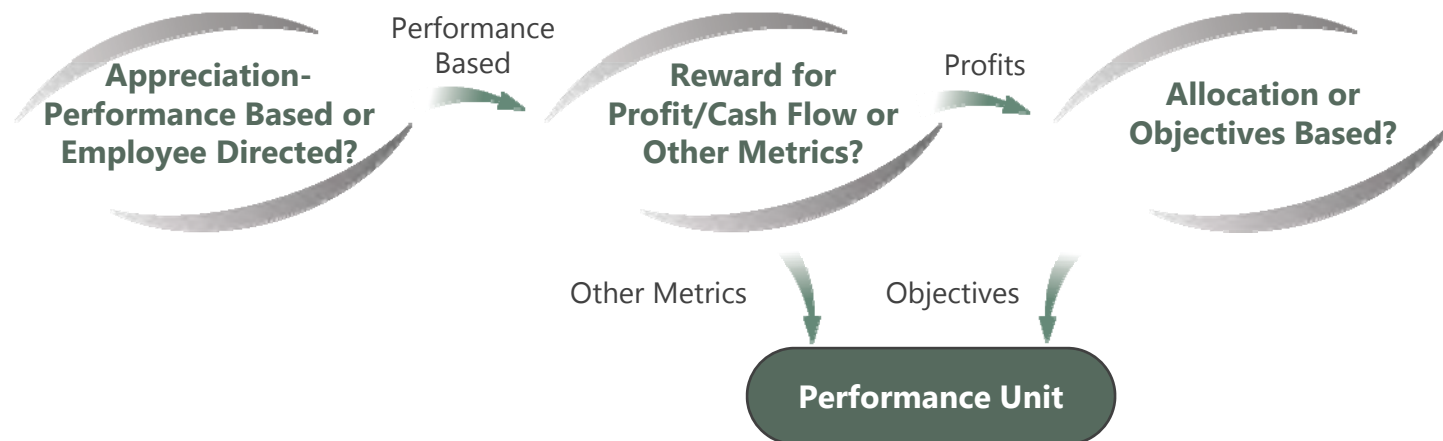 Performance
Based
Appreciation-
Performance Based or
Employee Directed?
Reward for
Profit/Cash Flow or
Other Metrics?
Profits
Allocation or
Objectives Based?
Other Metrics
Objectives
Performance Unit